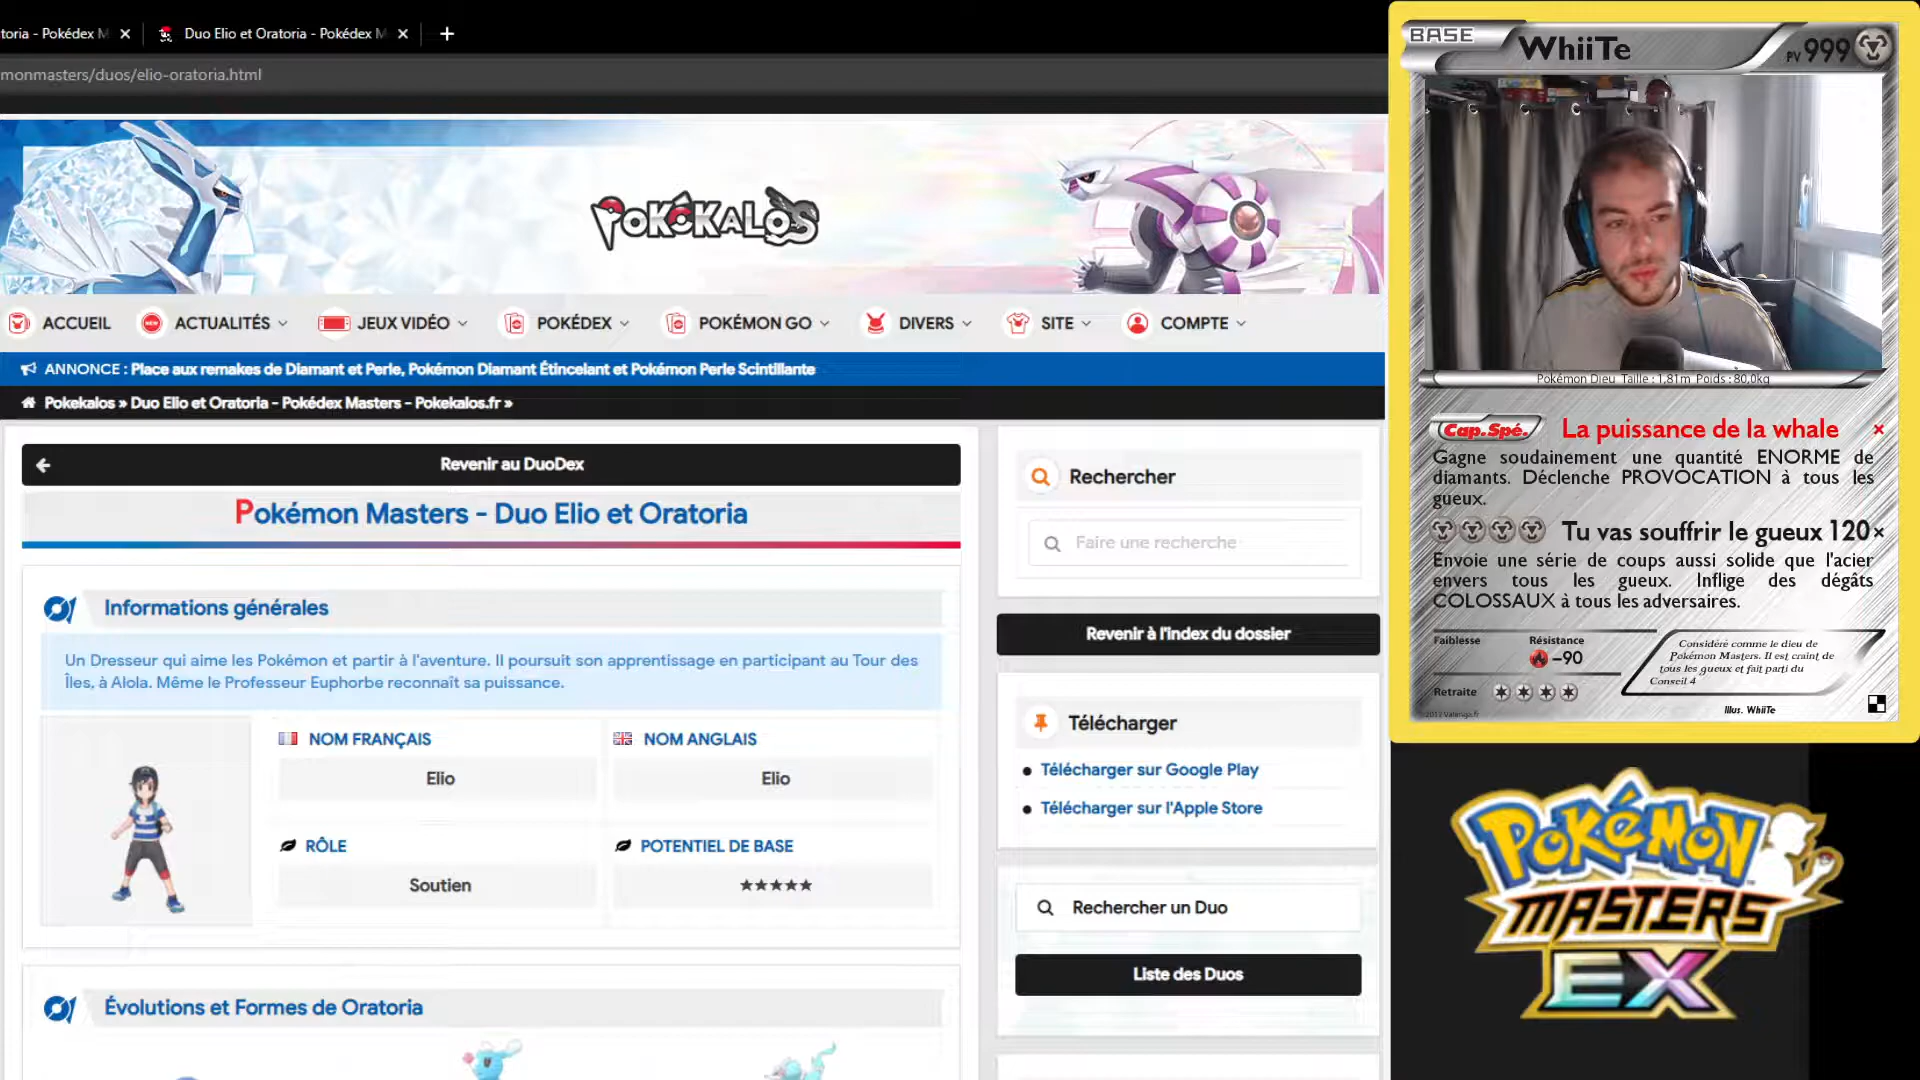 toria - Pokédex M
Duo Elio et Oratoria - Pokédex M
monmasters/duos/elio-oratoria.html
POKÉKALOS
ACCUEIL
ACTUALITÉS
JEUX VIDÉO
POKÉDEX
POKÉMON GO
DIVERS
SITE
COMPTE
ANNONCE : Place aux remakes de Diamant et Perle, Pokémon Diamant Étincelant et Pokémon Perle Scintillante
Pokekalos » Duo Elio et Oratoria - Pokédex Masters - Pokekalos.fr »
Revenir au DuoDex
Pokémon Masters - Duo Elio et Oratoria
Informations générales
Un Dresseur qui aime les Pokémon et partir à l'aventure. Il poursuit son apprentissage en participant au Tour des
Îles, à Alola. Même le Professeur Euphorbe reconnaît sa puissance.
NOM FRANÇAIS
NOM ANGLAIS
Elio
Elio
RÔLE
POTENTIEL DE BASE
Soutien
★★★★★
Évolutions et Formes de Oratoria
Rechercher
Faire une recherche
Revenir à l'index du dossier
Télécharger
Télécharger sur Google Play
Télécharger sur l'Apple Store
Rechercher un Duo
Liste des Duos
BASE
WhiiTe
PV 999
Pokémon Dieu Taille : 1,81m Poids : 80,0kg
Cap. Spé. La puissance de la whale ×
Gagne soudainement une quantité ENORME de
diamants. Déclenche PROVOCATION à tous les
gueux.
Tu vas souffrir le gueux 120×
Envoie une série de coups aussi solide que l'acier
envers tous les gueux. Inflige des dégâts
COLOSSAUX à tous les adversaires.
Faiblesse
Résistance
-90
Retraite
Considéré comme le dieu de
Pokémon Masters. Il est craint de
tous les gueux et fait parti du
Conseil 4
Illus. WhiiTe
POKÉMON
MASTERS
EX